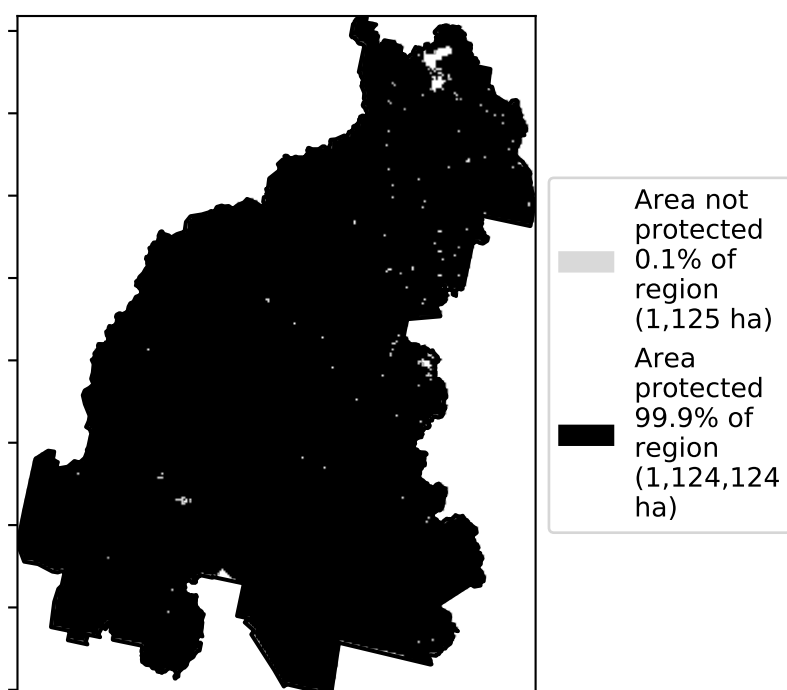 Area not
protected
0.1% of
region
(1,125 ha)
Area
protected
99.9% of
region
(1,124,124
ha)